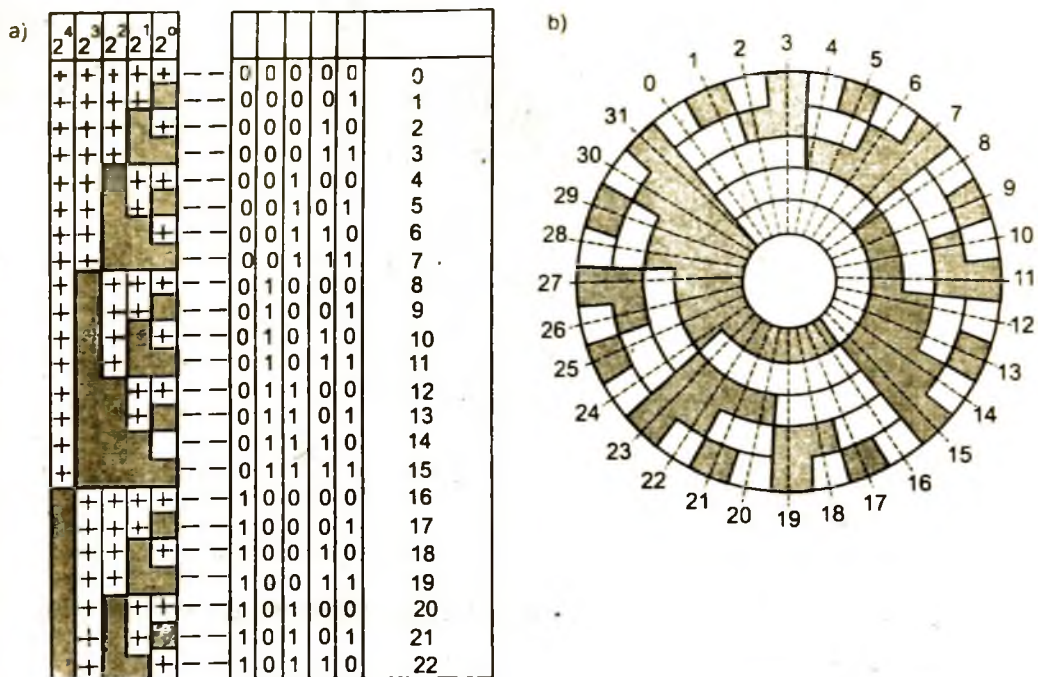 a)
2⁴ 2³ 2² 2¹ 2⁰
+ + + + + — — 0 0 0 0 0 0
+ + + + — — 0 0 0 0 1 1
+ + + + — — 0 0 0 1 0 2
+ + + — — 0 0 0 1 1 3
+ + + + — — 0 0 1 0 0 4
+ + + — — 0 0 1 0 1 5
+ + + — — 0 0 1 1 0 6
+ + — — 0 0 1 1 1 7
+ + + + — — 0 1 0 0 0 8
+ + + — — 0 1 0 0 1 9
+ + + + — — 0 1 0 1 0 10
+ + — — 0 1 0 1 1 11
+ + + — — 0 1 1 0 0 12
+ + — — 0 1 1 0 1 13
+ — — 0 1 1 1 0 14
+ — — 0 1 1 1 1 15
+ + + + — — 1 0 0 0 0 16
+ + + — — 1 0 0 0 1 17
+ + + — — 1 0 0 1 0 18
+ + — — 1 0 0 1 1 19
+ + + — — 1 0 1 0 0 20
+ + — — 1 0 1 0 1 21
+ + — — 1 0 1 1 0 22
b)
0 1 2 3 4 5 6 7 8 9 10 11 12 13 14 15 16 17 18 19 20 21 22 23 24 25 26 27 28 29 30 31